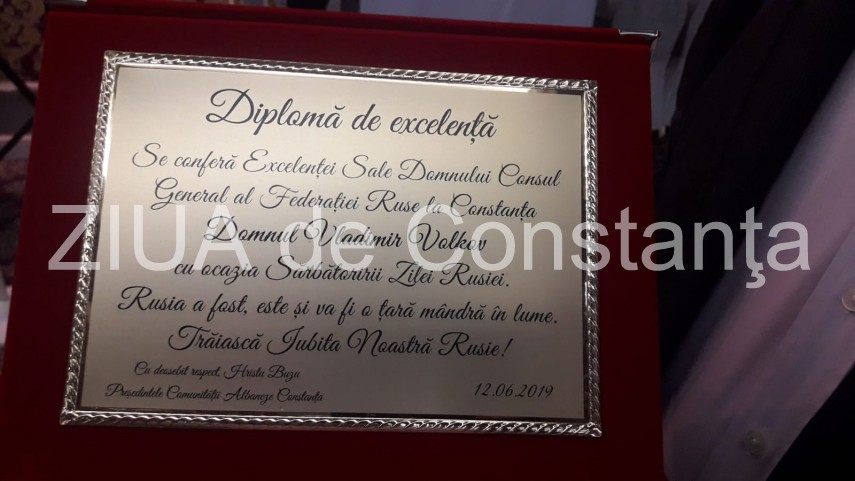 Diplomă de excelență
Se conferă Excelenței Sale Domnului Consul
General al Federației Ruse la Constanța
Domnul Vladimir Volkov
ZIUA de Constanţa
cu ocazia Sărbătoririi Zilei Rusiei.
Rusia a fost, este și va fi o țară mândră în lume.
Trăiască Iubita Noastră Rusie!
Cu deosebit respect, Hristu Buzu
Președintele Comunității Albaneze Constanța
12.06.2019